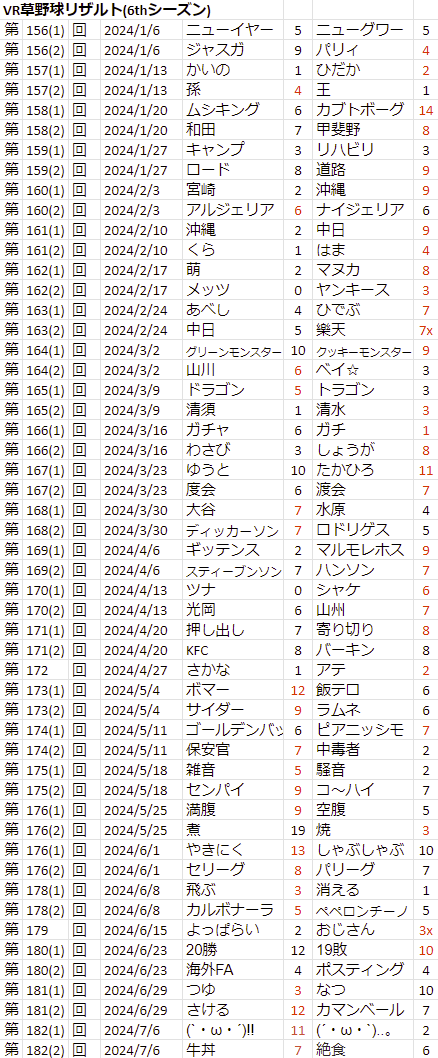 VR草野球リザルト(6thシーズン)
第 156(1) 回 2024/1/6 ニューイヤー 5 ニューグワー 5
第 156(2) 回 2024/1/6 ジャスガ 9 パリィ 4
第 157(1) 回 2024/1/13 かいの 1 ひだか 2
第 157(2) 回 2024/1/13 孫 4 王 1
第 158(1) 回 2024/1/20 ムシキング 6 カブトボーグ 14
第 158(2) 回 2024/1/20 和田 7 甲斐野 8
第 159(1) 回 2024/1/27 キャンプ 3 リハビリ 3
第 159(2) 回 2024/1/27 ロード 8 道路 9
第 160(1) 回 2024/2/3 宮崎 2 沖縄 9
第 160(2) 回 2024/2/3 アルジェリア 6 ナイジェリア 6
第 161(1) 回 2024/2/10 沖縄 2 中日 9
第 161(2) 回 2024/2/10 くら 1 はま 4
第 162(1) 回 2024/2/17 萌 2 マヌカ 8
第 162(2) 回 2024/2/17 メッツ 0 ヤンキース 3
第 163(1) 回 2024/2/24 あべし 4 ひでぶ 7
第 163(2) 回 2024/2/24 中日 5 樂天 7x
第 164(1) 回 2024/3/2 グリーンモンスター 10 クッキーモンスター 9
第 164(2) 回 2024/3/2 山川 6 ベイ☆ 3
第 165(1) 回 2024/3/9 ドラゴン 5 トラゴン 3
第 165(2) 回 2024/3/9 清須 1 清水 3
第 166(1) 回 2024/3/16 ガチャ 6 ガチ 1
第 166(2) 回 2024/3/16 わさび 3 しょうが 8
第 167(1) 回 2024/3/23 ゆうと 10 たかひろ 11
第 167(2) 回 2024/3/23 度会 6 渡会 7
第 168(1) 回 2024/3/30 大谷 7 水原 4
第 168(2) 回 2024/3/30 ディッカーソン 7 ロドリゲス 5
第 169(1) 回 2024/4/6 ギッテンス 2 マルモレホス 9
第 169(2) 回 2024/4/6 スティーブンソン 7 ハンソン 7
第 170(1) 回 2024/4/13 ツナ 0 シャケ 6
第 170(2) 回 2024/4/13 光岡 6 山州 7
第 171(1) 回 2024/4/20 押し出し 7 寄り切り 8
第 171(2) 回 2024/4/20 KFC 8 バーキン 8
第 172 回 2024/4/27 さかな 1 アテ 2
第 173(1) 回 2024/5/4 ボマー 12 飯テロ 6
第 173(2) 回 2024/5/4 サイダー 9 ラムネ 6
第 174(1) 回 2024/5/11 ゴールデンバッ 6 ピアニッシモ 7
第 174(2) 回 2024/5/11 保安官 7 中毒者 2
第 175(1) 回 2024/5/18 雑音 5 騒音 2
第 175(2) 回 2024/5/18 センパイ 9 コ～ハイ 7
第 176(1) 回 2024/5/25 満腹 9 空腹 5
第 176(2) 回 2024/5/25 煮 19 焼 3
第 176(1) 回 2024/6/1 やきにく 13 しゃぶしゃぶ 10
第 176(2) 回 2024/6/1 セリーグ 8 パリーグ 7
第 178(1) 回 2024/6/8 飛ぶ 3 消える 1
第 178(2) 回 2024/6/8 カルボナーラ 5 ペペロンチーノ 5
第 179 回 2024/6/15 よっぱらい 2 おじさん 3x
第 180(1) 回 2024/6/23 20勝 12 19敗 10
第 180(2) 回 2024/6/23 海外FA 4 ポスティング 4
第 181(1) 回 2024/6/29 つゆ 3 なつ 10
第 181(2) 回 2024/6/29 さける 12 カマンベール 7
第 182(1) 回 2024/7/6 (`・ω・´)!! 11 (´・ω・`)..。 2
第 182(2) 回 2024/7/6 牛丼 7 絶食 6